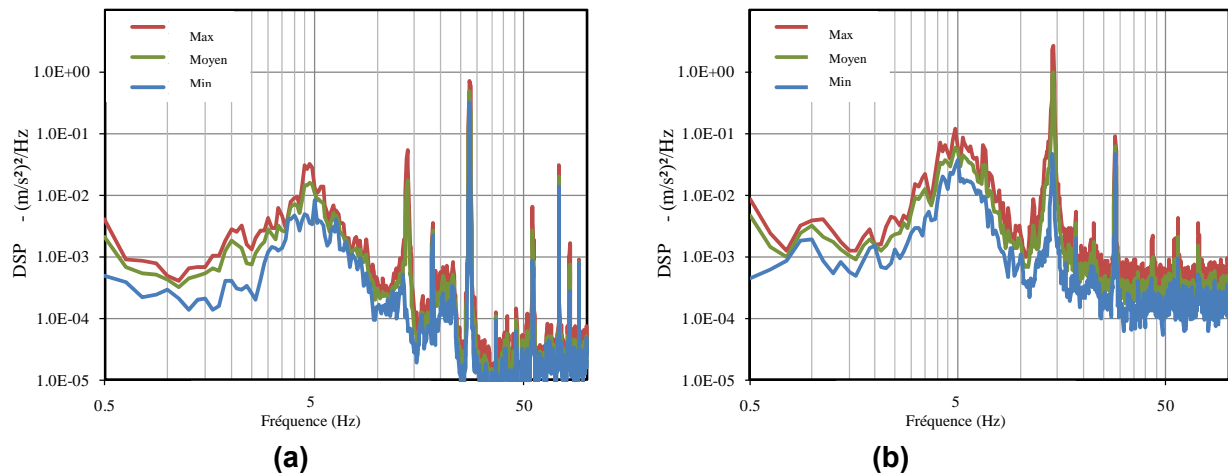 Max
Moyen
Min
1.0E+00
1.0E-01
1.0E-02
1.0E-03
1.0E-04
1.0E-05
DSP - (m/s²)²/Hz
0.5 5 50
Fréquence (Hz)
(a)
Max
Moyen
Min
1.0E+00
1.0E-01
1.0E-02
1.0E-03
1.0E-04
1.0E-05
DSP - (m/s²)²/Hz
0.5 5 50
Fréquence (Hz)
(b)